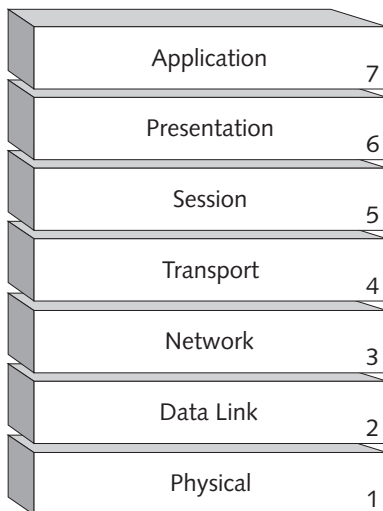 Application 7
Presentation 6
Session 5
Transport 4
Network 3
Data Link 2
Physical 1